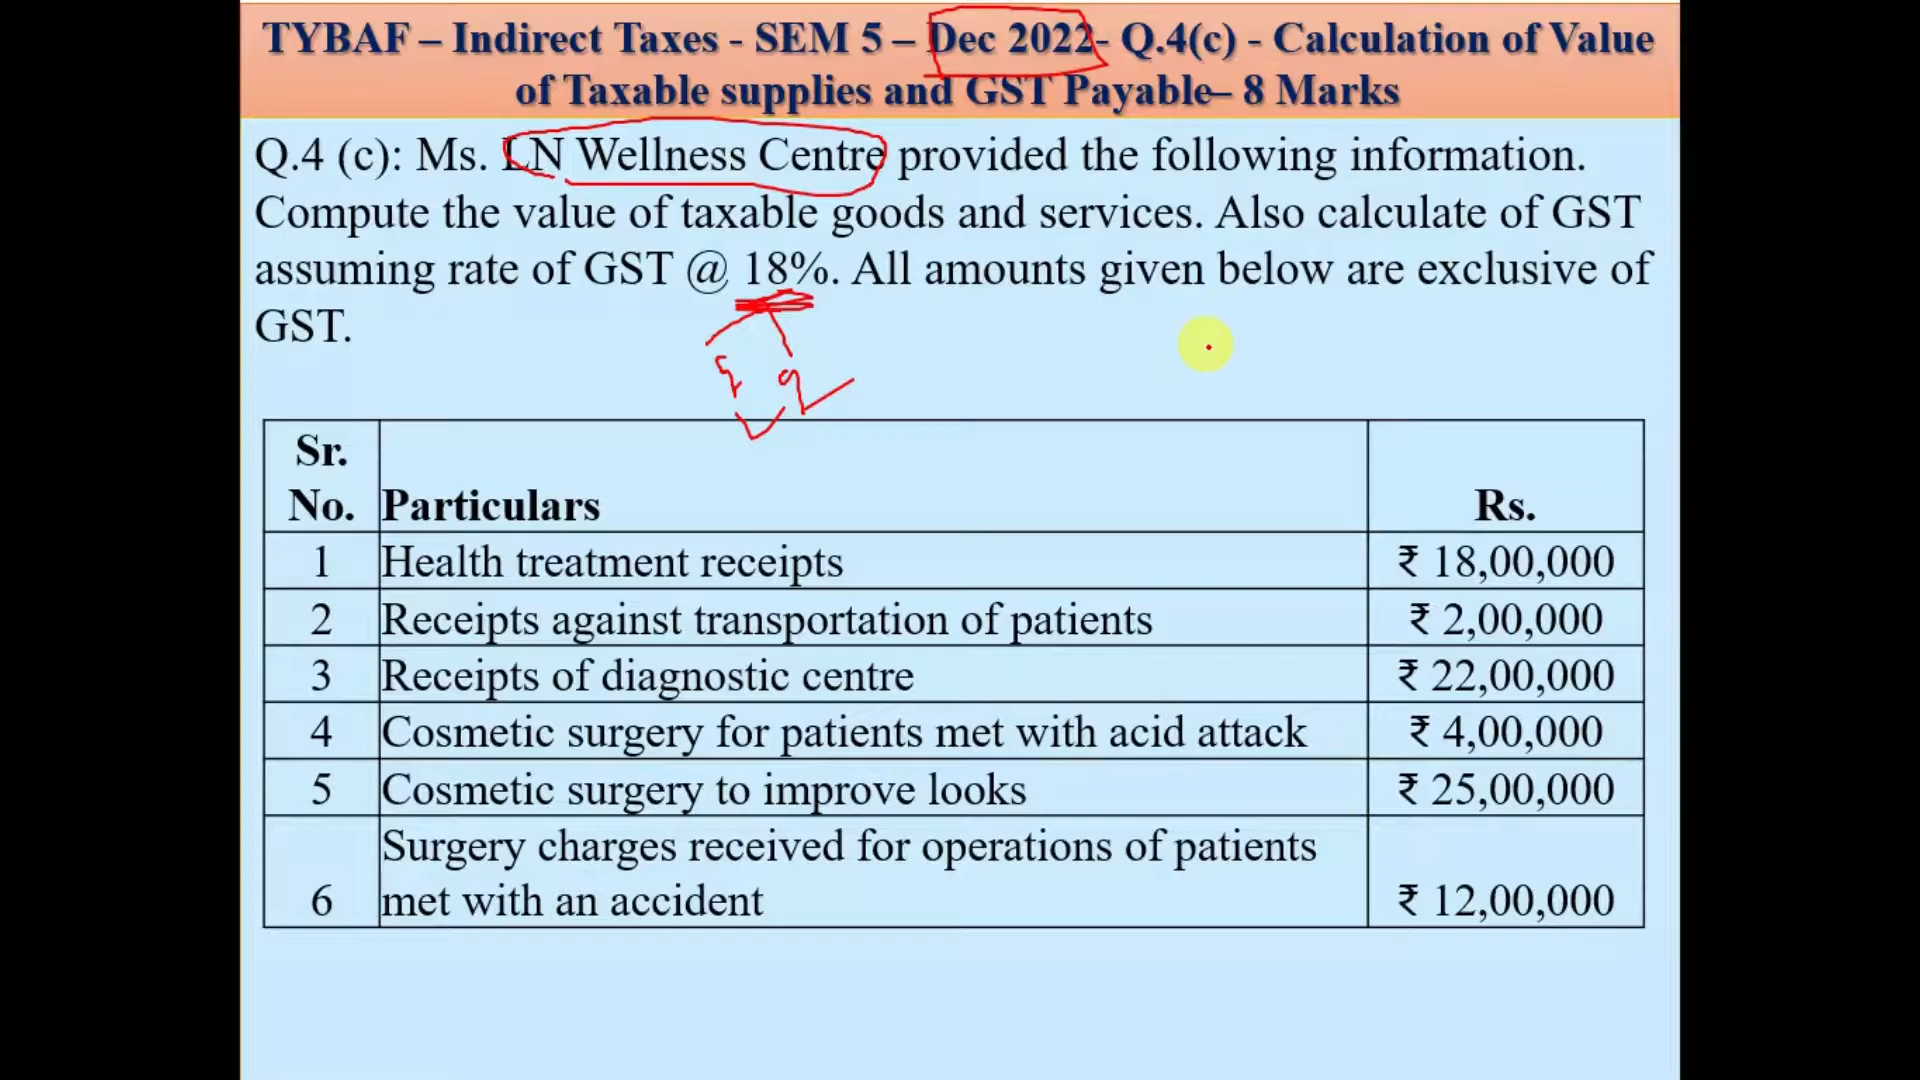 TYBAF – Indirect Taxes - SEM 5 – Dec 2022- Q.4(c) - Calculation of Value
of Taxable supplies and GST Payable– 8 Marks
Q.4 (c): Ms. LN Wellness Centre provided the following information.
Compute the value of taxable goods and services. Also calculate of GST
assuming rate of GST @ 18%. All amounts given below are exclusive of
GST.
9 9
Sr. No. Particulars Rs.
1 Health treatment receipts ₹ 18,00,000
2 Receipts against transportation of patients ₹ 2,00,000
3 Receipts of diagnostic centre ₹ 22,00,000
4 Cosmetic surgery for patients met with acid attack ₹ 4,00,000
5 Cosmetic surgery to improve looks ₹ 25,00,000
Surgery charges received for operations of patients
6 met with an accident ₹ 12,00,000